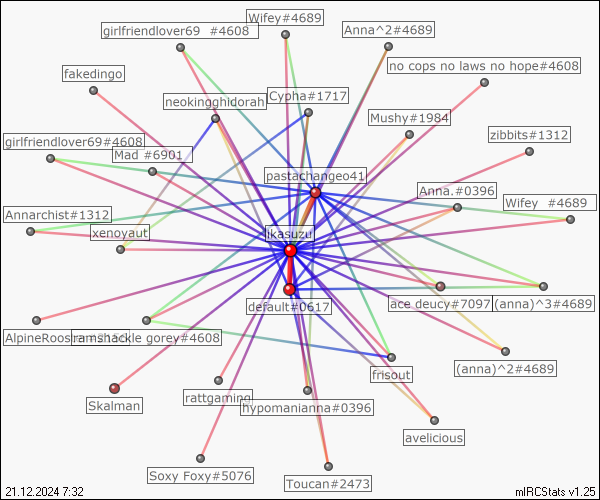 Wifey#4689
girlfriendlover69 #4608
Anna^2#4689
no cops no laws no hope#4608
fakedingo
neokingghidorah
Cypha#1717
Mushy#1984
zibbits#1312
girlfriendlover69#4608
Mad #6901
pastachangeo41
Anna.#0396
Annarchist#1312
Wifey #4689
xenoyaut
ikasuzu
default#0617
ace deucy#7097
(anna)^3#4689
AlpineRoos
ramshackle gorey#4608
frisout
(anna)^2#4689
Skalman
rattgaming
hypomanianna#0396
avelicious
Soxy Foxy#5076
Toucan#2473
21.12.2024 7:32
mIRCStats v1.25